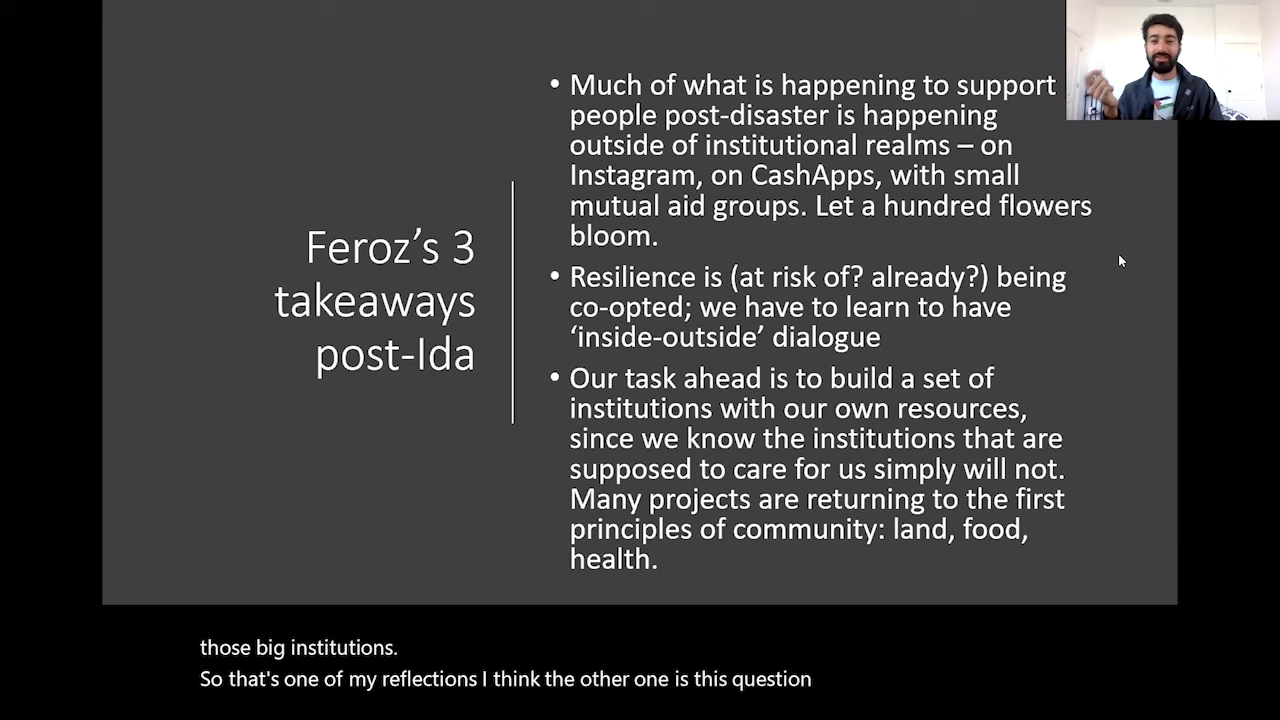 Feroz’s 3
takeaways
post-Ida
• Much of what is happening to support
people post-disaster is happening
outside of institutional realms – on
Instagram, on CashApps, with small
mutual aid groups. Let a hundred flowers
bloom.
• Resilience is (at risk of? already?) being
co-opted; we have to learn to have
‘inside-outside’ dialogue
• Our task ahead is to build a set of
institutions with our own resources,
since we know the institutions that are
supposed to care for us simply will not.
Many projects are returning to the first
principles of community: land, food,
health.
those big institutions.
So that's one of my reflections I think the other one is this question